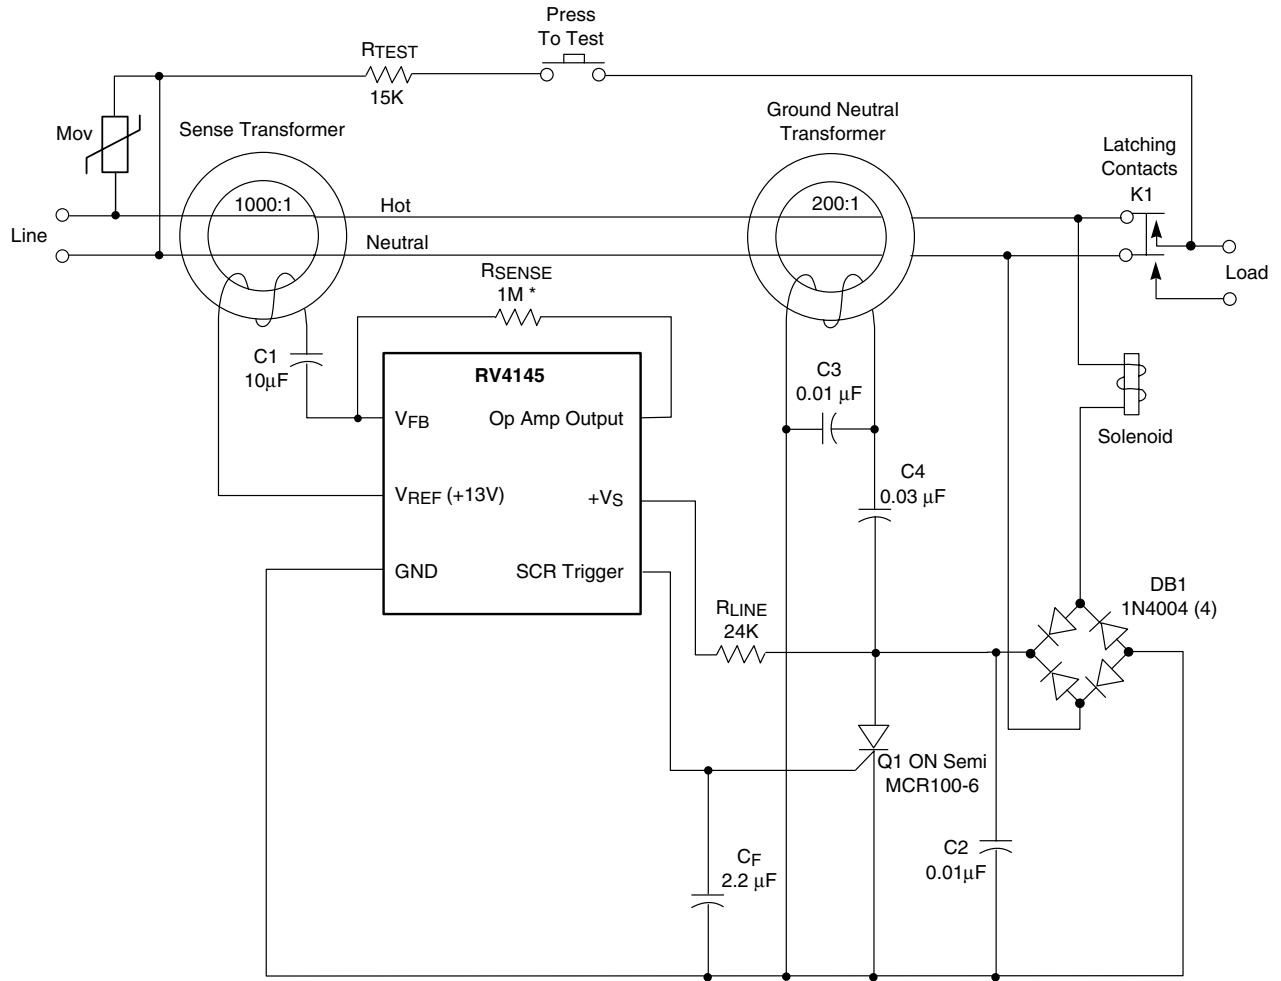 Press
To Test
RTEST
15K
Mov
Sense Transformer
Ground Neutral
Transformer
Latching
Contacts
K1
1000:1
Hot
200:1
Line
Neutral
Load
RSENSE
1M *
C1
10µF
RV4145
C3
0.01 µF
VFB
Op Amp Output
Solenoid
C4
0.03 µF
VREF (+13V)
+VS
GND
SCR Trigger
RLINE
24K
DB1
1N4004 (4)
Q1 ON Semi
MCR100-6
CF
2.2 µF
C2
0.01µF